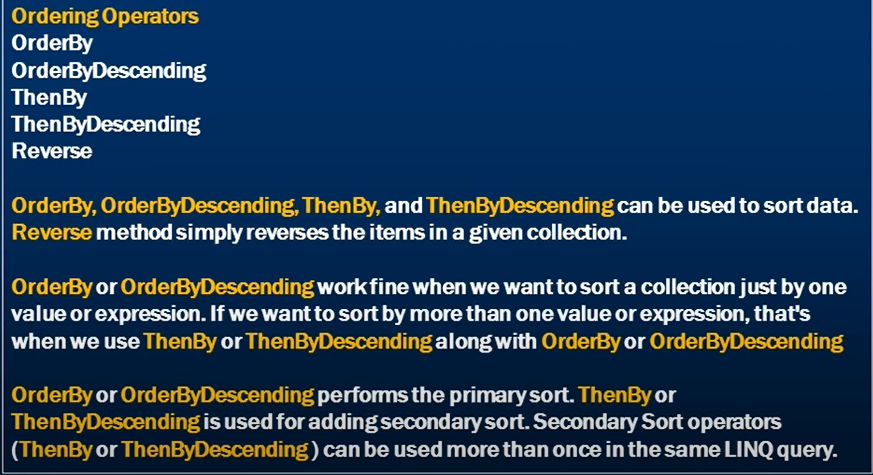 Ordering Operators
OrderBy
OrderByDescending
ThenBy
ThenByDescending
Reverse
OrderBy, OrderByDescending, ThenBy, and ThenByDescending can be used to sort data.
Reverse method simply reverses the items in a given collection.
OrderBy or OrderByDescending work fine when we want to sort a collection just by one
value or expression. If we want to sort by more than one value or expression, that's
when we use ThenBy or ThenByDescending along with OrderBy or OrderByDescending
OrderBy or OrderByDescending performs the primary sort. ThenBy or
ThenByDescending is used for adding secondary sort. Secondary Sort operators
(ThenBy or ThenByDescending ) can be used more than once in the same LINQ query.